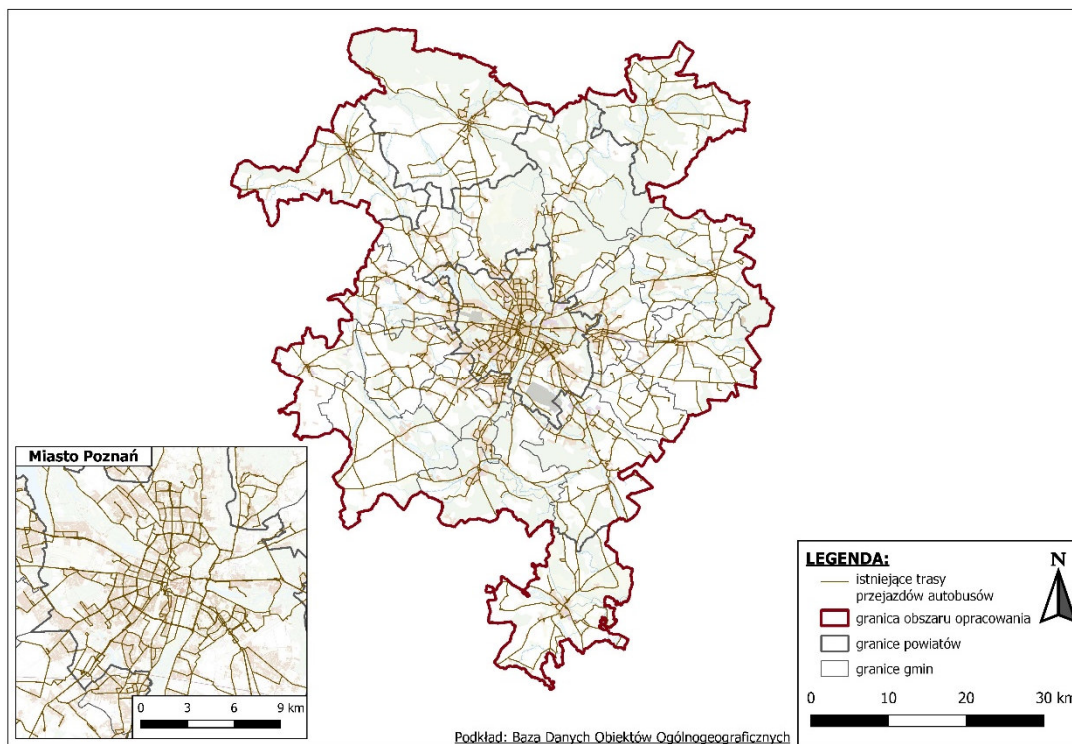 Miasto Poznań
0 3 6 9 km
Podkład: Baza Danych Obiektów Ogólnogeograficznych
LEGENDA:
istniejące trasy
przejazdów autobusów
granica obszaru opracowania
granice powiatów
granice gmin
N
0 10 20 30 km